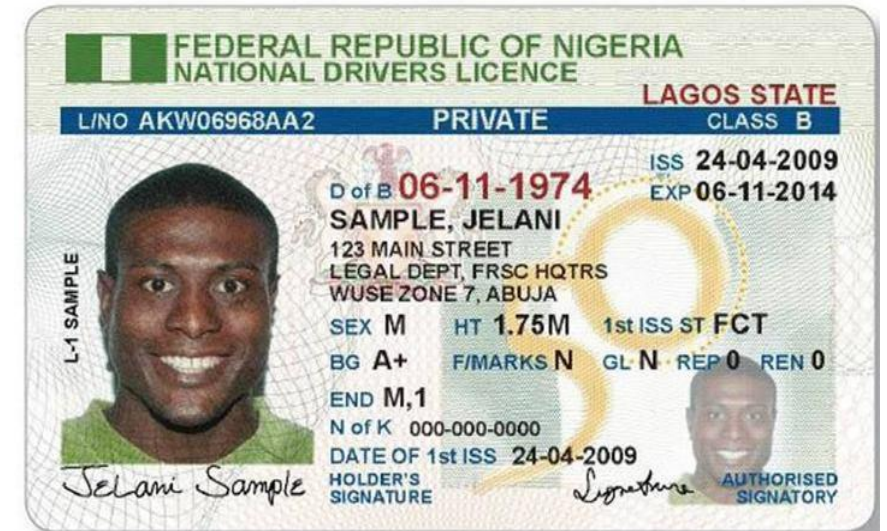 FEDERAL REPUBLIC OF NIGERIA
NATIONAL DRIVERS LICENCE
LAGOS STATE
L/NO AKW06968AA2 PRIVATE CLASS B
ISS 24-04-2009
D of B 06-11-1974 EXP 06-11-2014
SAMPLE, JELANI
123 MAIN STREET
LEGAL DEPT, FRSC HQTRS
WUSE ZONE 7, ABUJA
L-1 SAMPLE
SEX M HT 1.75M 1st ISS ST FCT
BG A+ F/MARKS N GL N REP 0 REN 0
END M,1
N of K 000-000-0000
DATE OF 1st ISS 24-04-2009
Jelani Sample HOLDER'S SIGNATURE Signature AUTHORISED SIGNATORY